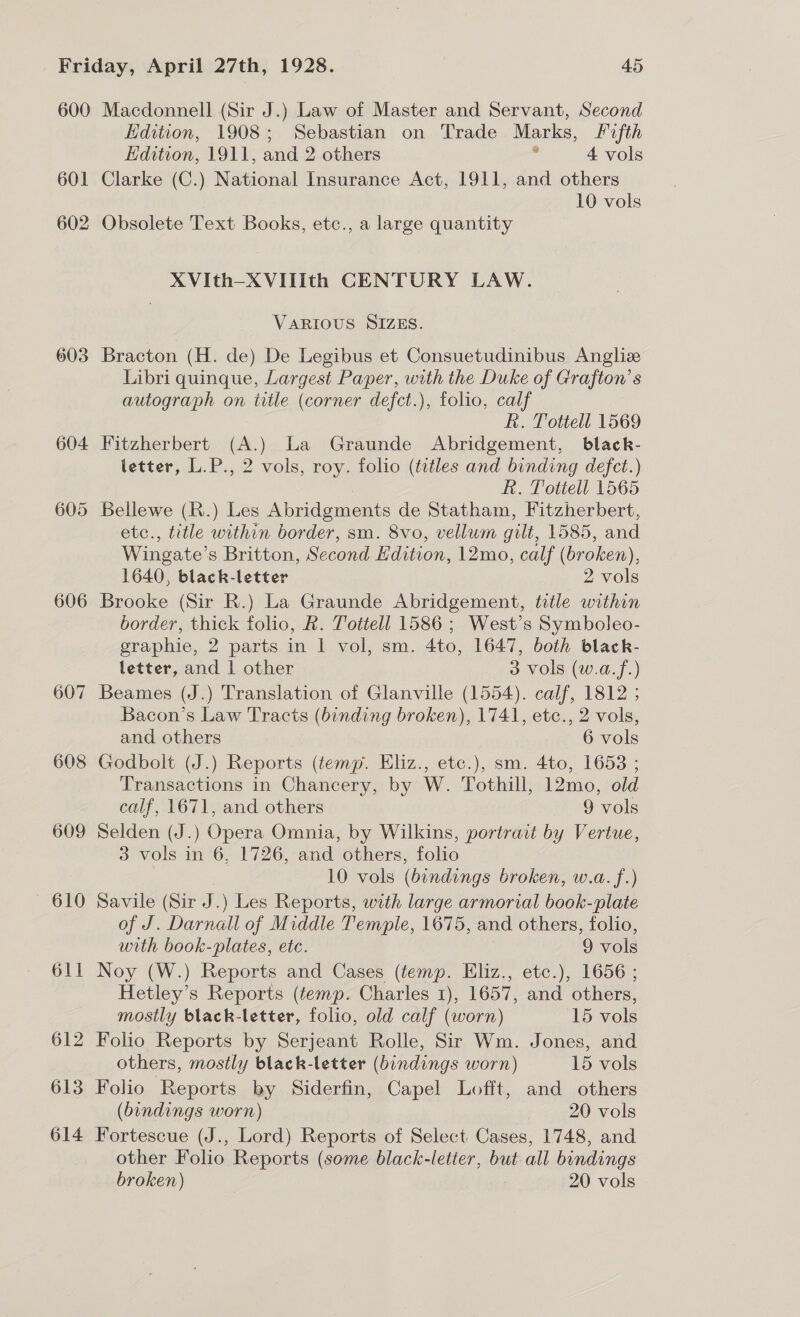 Friday, April 27th, 1928. 45
600 Macdonnell (Sir J.) Law of Master and Servant, Second
Edition, 1908; Sebastian on Trade Marks, Fifth
Edition, 1911, and 2 others 4 vols
601 Clarke (C.) National Insurance Act, 1911, and others
10 vols
602 Obsolete Text Books, etc., a large quantity
XVIth–XVIIIth CENTURY LAW.
VARIOUS SIZES.
603 Bracton (H. de) De Legibus et Consuetudinibus Angliæ
Libri quinque, Largest Paper, with the Duke of Grafton's
autograph on title (corner defct.), folio, calf
R. Tottell 1569
604 Fitzherbert (A.) La Graunde Abridgement, black-
letter, L.P., 2 vols, roy. folio (titles and binding defct.)
R. Tottell 1565
605 Bellewe (R.) Les Abridgments de Statham, Fitzherbert,
etc., title within border, sm. 8vo, vellum gilt, 1585, and
Wingate's Britton, Second Edition, 12mo, calf (broken),
1640, black-letter 2 vols
606 Brooke (Sir R.) La Graunde Abridgement, title within
border, thick folio, R. Tottell 1586; West's Symboleo-
graphie, 2 parts in 1 vol, sm. 4to, 1647, both black-
letter, and 1 other 3 vols (w.a.f.)
607 Beames (J.) Translation of Glanville (1554). calf, 1812;
Bacon's Law Tracts (binding broken), 1741, etc., 2 vols,
and others 6 vols
608 Godbolt (J.) Reports (temp. Eliz., etc.), sm. 4to, 1653;
Transactions in Chancery, by W. Tothill, 12mo, old
calf, 1671, and others 9 vols
609 Selden (J.) Opera Omnia, by Wilkins, portrait by Vertue,
3 vols in 6, 1726, and others, folio
10 vols (bindings broken, w.a.f.)
610 Savile (Sir J.) Les Reports, with large armorial book-plate
of J. Darnall of Middle Temple, 1675, and others, folio,
with book-plates, etc. 9 vols
611 Noy (W.) Reports and Cases (temp. Eliz., etc.), 1656;
Hetley's Reports (temp. Charles I), 1657, and others,
mostly black-letter, folio, old calf (worn) 15 vols
612 Folio Reports by Serjeant Rolle, Sir Wm. Jones, and
others, mostly black-letter (bindings worn) 15 vols
613 Folio Reports by Siderfin, Capel Lofft, and others
(bindings worn) 20 vols
614 Fortescue (J., Lord) Reports of Select Cases, 1748, and
other Folio Reports (some black-letter, but all bindings
broken) 20 vols